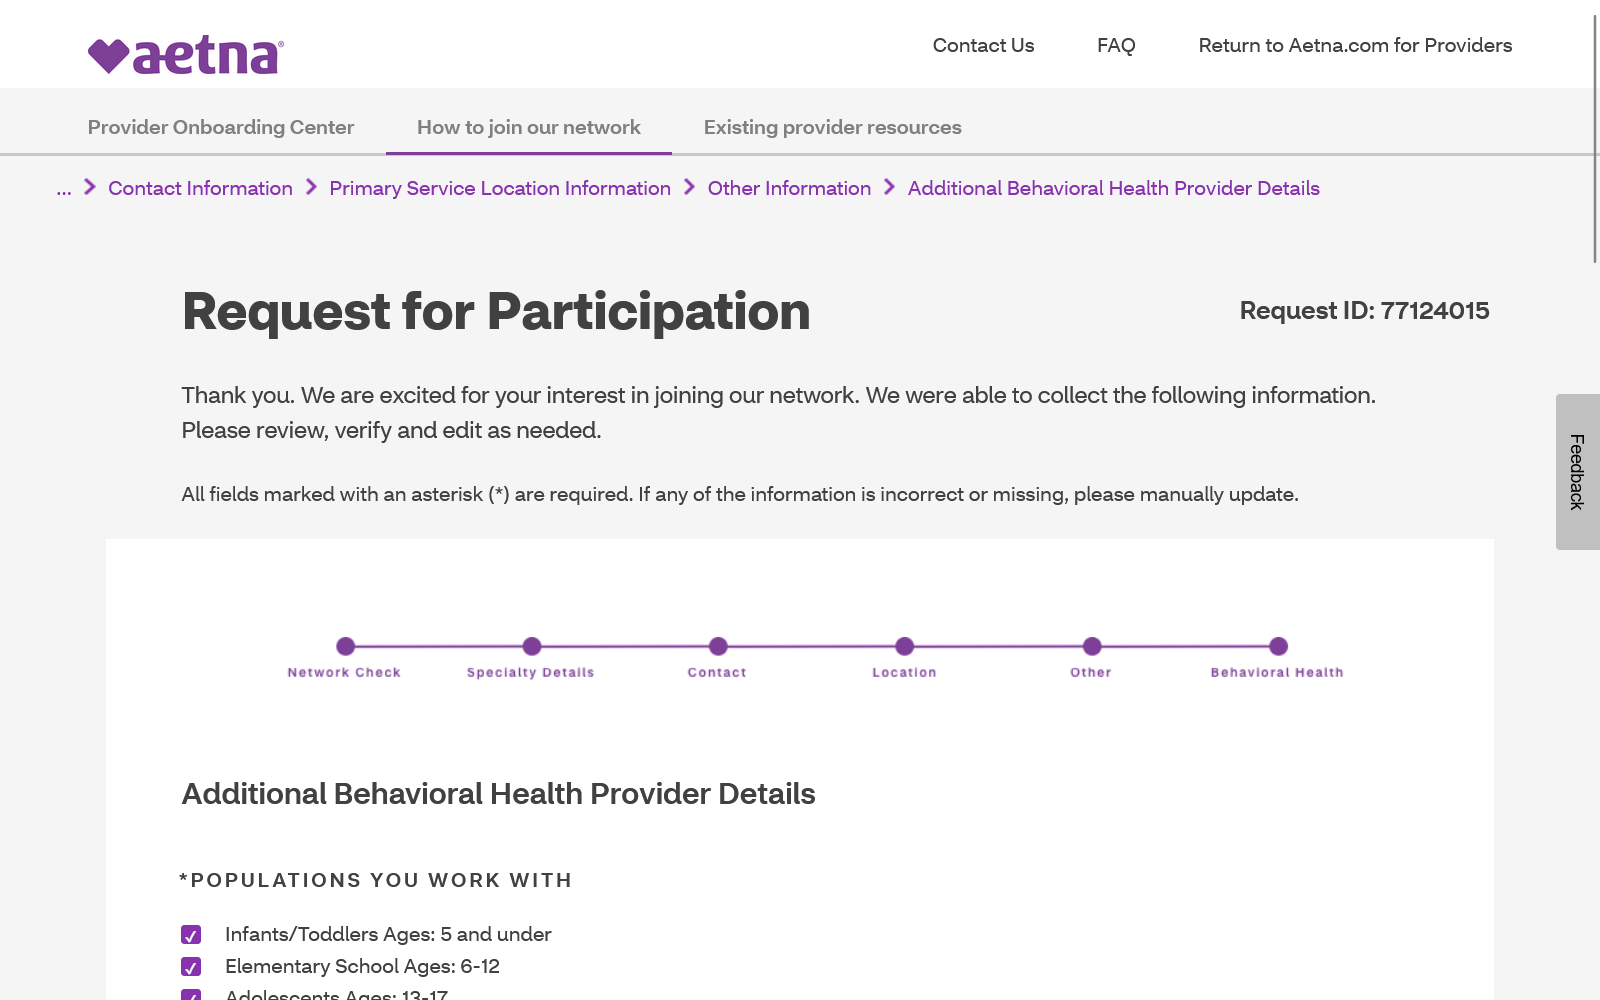 aetna®
Contact Us
FAQ
Return to Aetna.com for Providers
Provider Onboarding Center
How to join our network
Existing provider resources
... > Contact Information > Primary Service Location Information > Other Information > Additional Behavioral Health Provider Details
Request for Participation
Request ID: 77124015
Thank you. We are excited for your interest in joining our network. We were able to collect the following information.
Please review, verify and edit as needed.
Feedback
All fields marked with an asterisk (*) are required. If any of the information is incorrect or missing, please manually update.
Network Check
Specialty Details
Contact
Location
Other
Behavioral Health
Additional Behavioral Health Provider Details
*POPULATIONS YOU WORK WITH
Infants/Toddlers Ages: 5 and under
Elementary School Ages: 6-12
Adolescents Ages: 13-17